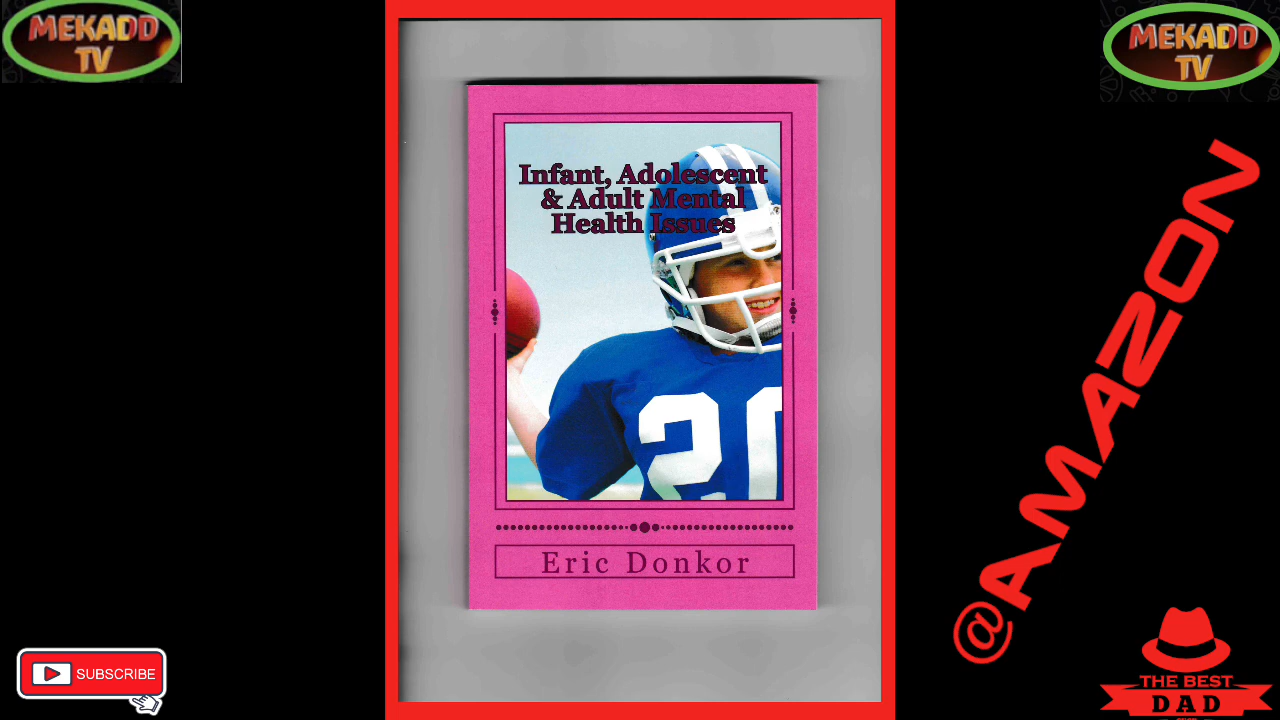 MEKADD
TV
MEKADD
TV
Infant, Adolescent
& Adult Mental
Health Issues
20
Eric Donkor
@AMAZON
SUBSCRIBE
THE BEST
DAD